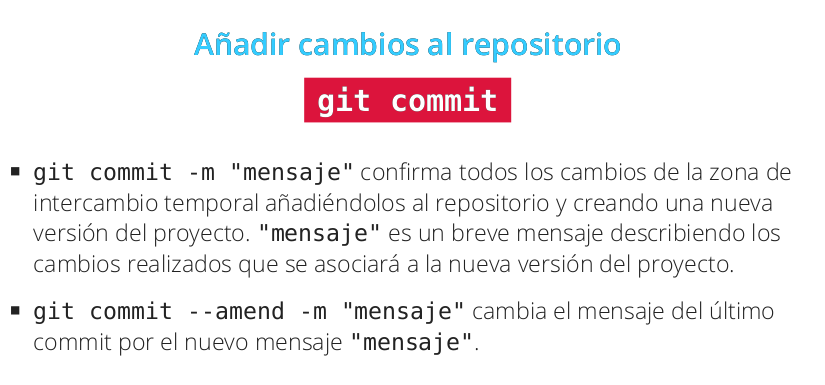 Añadir cambios al repositorio
git commit
▪ git commit -m "mensaje" confirma todos los cambios de la zona de
intercambio temporal añadiéndolos al repositorio y creando una nueva
versión del proyecto. "mensaje" es un breve mensaje describiendo los
cambios realizados que se asociará a la nueva versión del proyecto.
▪ git commit --amend -m "mensaje" cambia el mensaje del último
commit por el nuevo mensaje "mensaje".